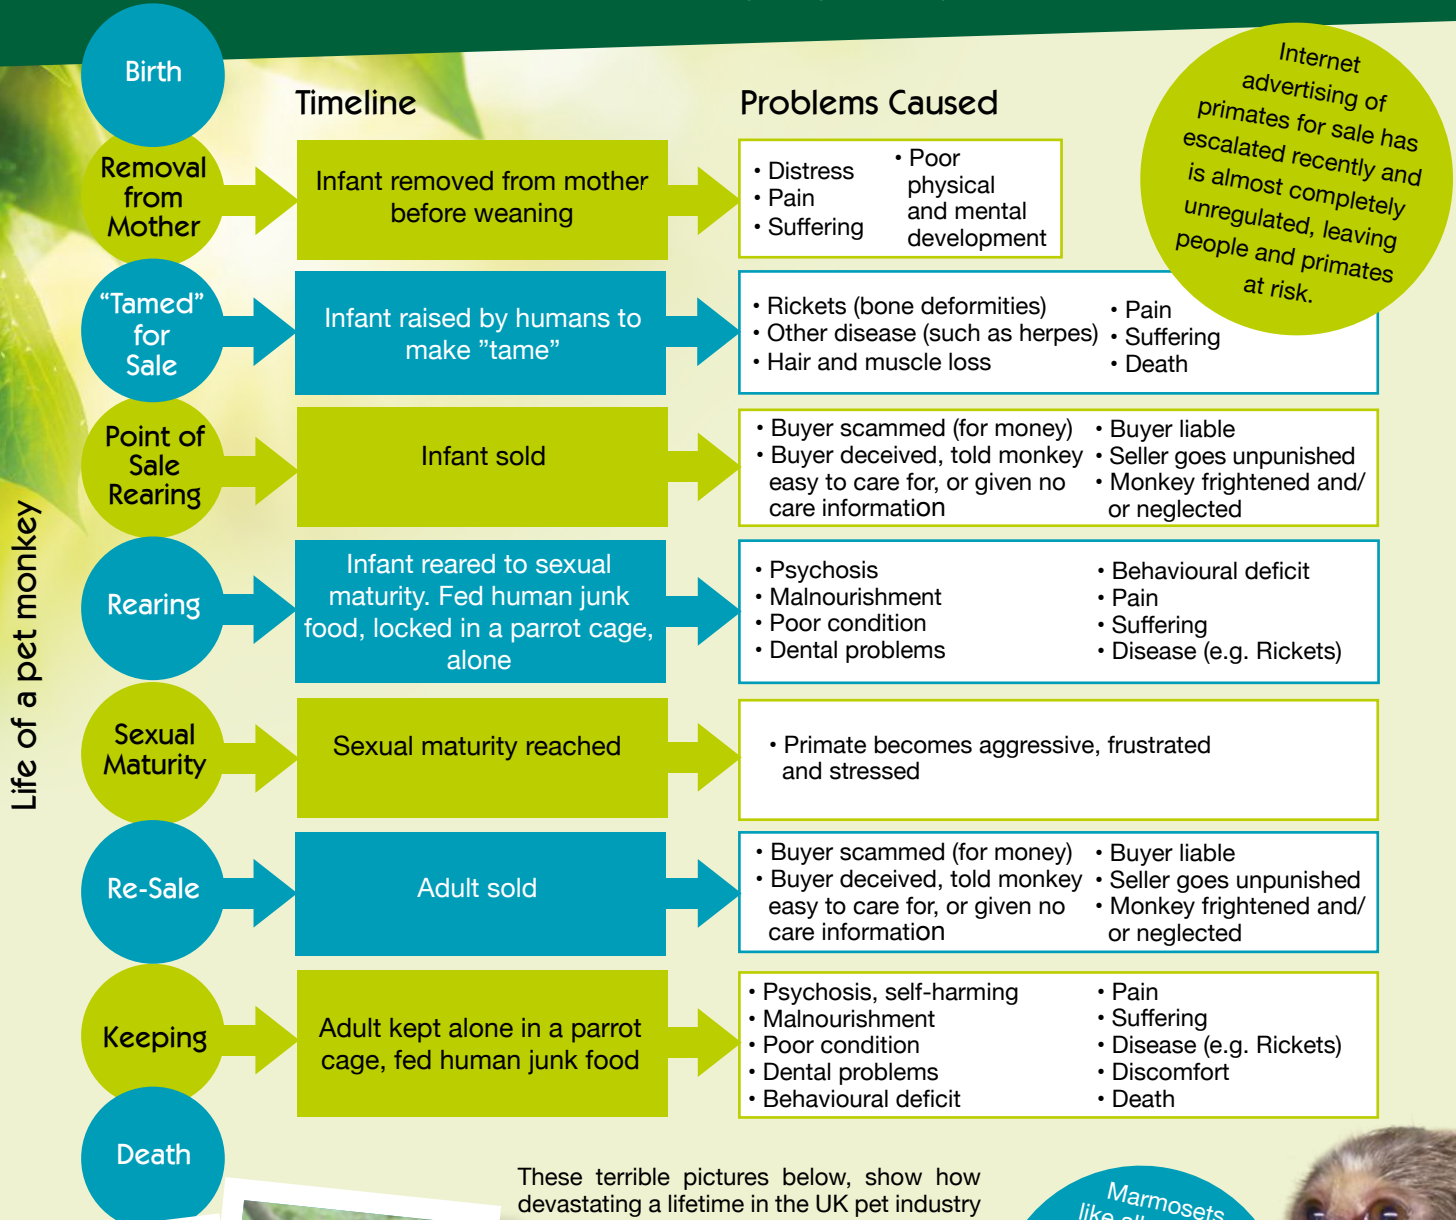 Birth
Timeline
Problems Caused
Internet
advertising of
primates for sale has
escalated recently and
is almost completely
unregulated, leaving
people and primates
at risk.
Life of a pet monkey
Removal
from
Mother
Infant removed from mother
before weaning
• Distress
• Pain
• Suffering
• Poor
physical
and mental
development
“Tamed”
for
Sale
Infant raised by humans to
make ”tame”
• Rickets (bone deformities)
• Other disease (such as herpes)
• Hair and muscle loss
• Pain
• Suffering
• Death
Point of
Sale
Rearing
Infant sold
• Buyer scammed (for money)
• Buyer deceived, told monkey
easy to care for, or given no
care information
• Buyer liable
• Seller goes unpunished
• Monkey frightened and/
or neglected
Rearing
Infant reared to sexual
maturity. Fed human junk
food, locked in a parrot cage,
alone
• Psychosis
• Malnourishment
• Poor condition
• Dental problems
• Behavioural deficit
• Pain
• Suffering
• Disease (e.g. Rickets)
Sexual
Maturity
Sexual maturity reached
• Primate becomes aggressive, frustrated
and stressed
Re-Sale
Adult sold
• Buyer scammed (for money)
• Buyer deceived, told monkey
easy to care for, or given no
care information
• Buyer liable
• Seller goes unpunished
• Monkey frightened and/
or neglected
Keeping
Adult kept alone in a parrot
cage, fed human junk food
• Psychosis, self-harming
• Malnourishment
• Poor condition
• Dental problems
• Behavioural deficit
• Pain
• Suffering
• Disease (e.g. Rickets)
• Discomfort
• Death
Death
These terrible pictures below, show how
devastating a lifetime in the UK pet industry
Marmosets
like